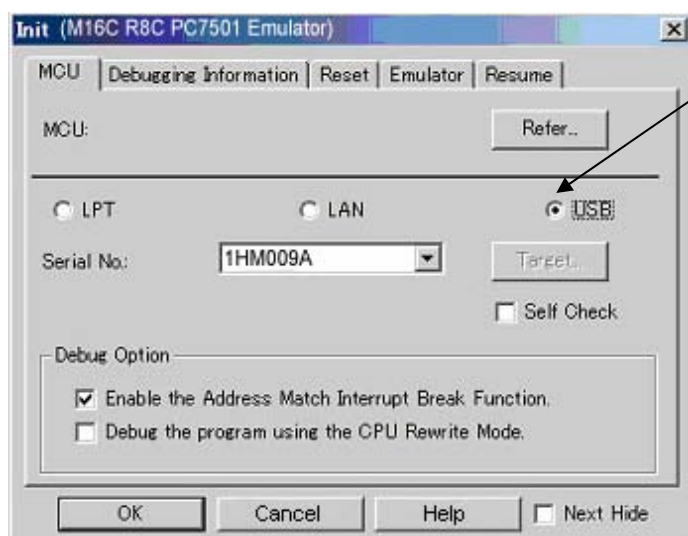 Init (M16C R8C PC7501 Emulator)
MCU Debugging Information Reset Emulator Resume
MCU: Refer..
LPT LAN USB
Serial No.: 1HM009A Target..
Self Check
Debug Option
Enable the Address Match Interrupt Break Function.
Debug the program using the CPU Rewrite Mode.
OK Cancel Help Next Hide